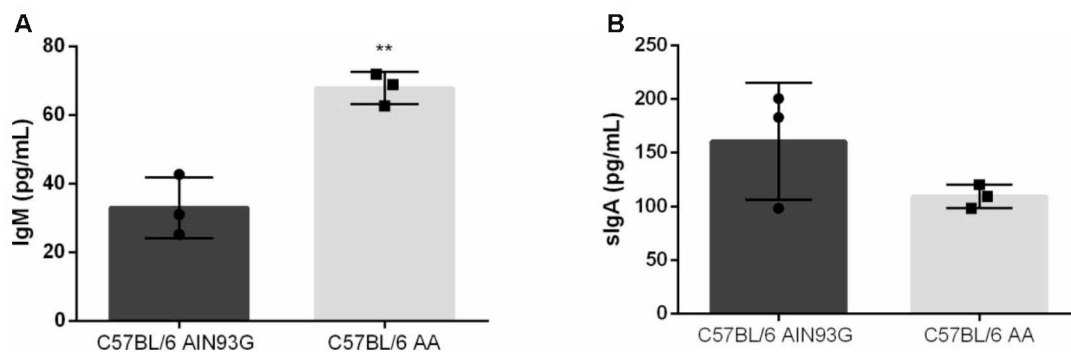 A
IgM (pg/mL)
80
60
40
20
0
**
C57BL/6 AIN93G
C57BL/6 AA
B
sIgA (pg/mL)
250
200
150
100
50
0
C57BL/6 AIN93G
C57BL/6 AA